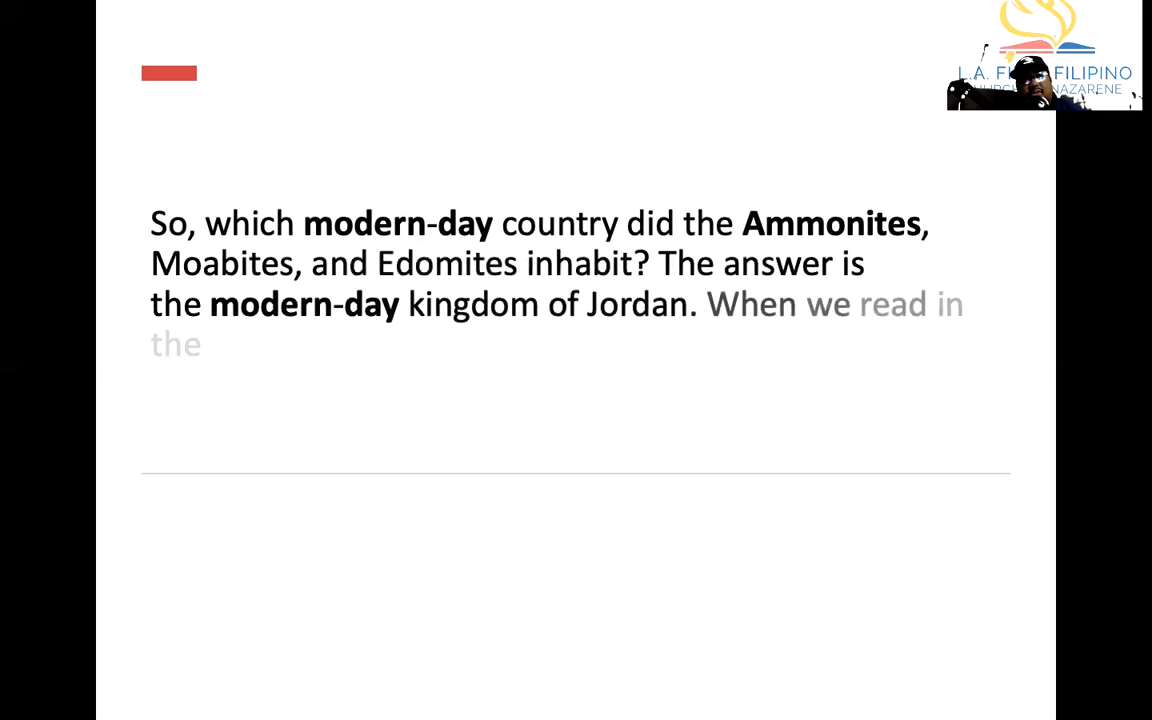 L.A. FILIPINO
NAZARENE
So, which modern-day country did the Ammonites,
Moabites, and Edomites inhabit? The answer is
the modern-day kingdom of Jordan. When we read in
the